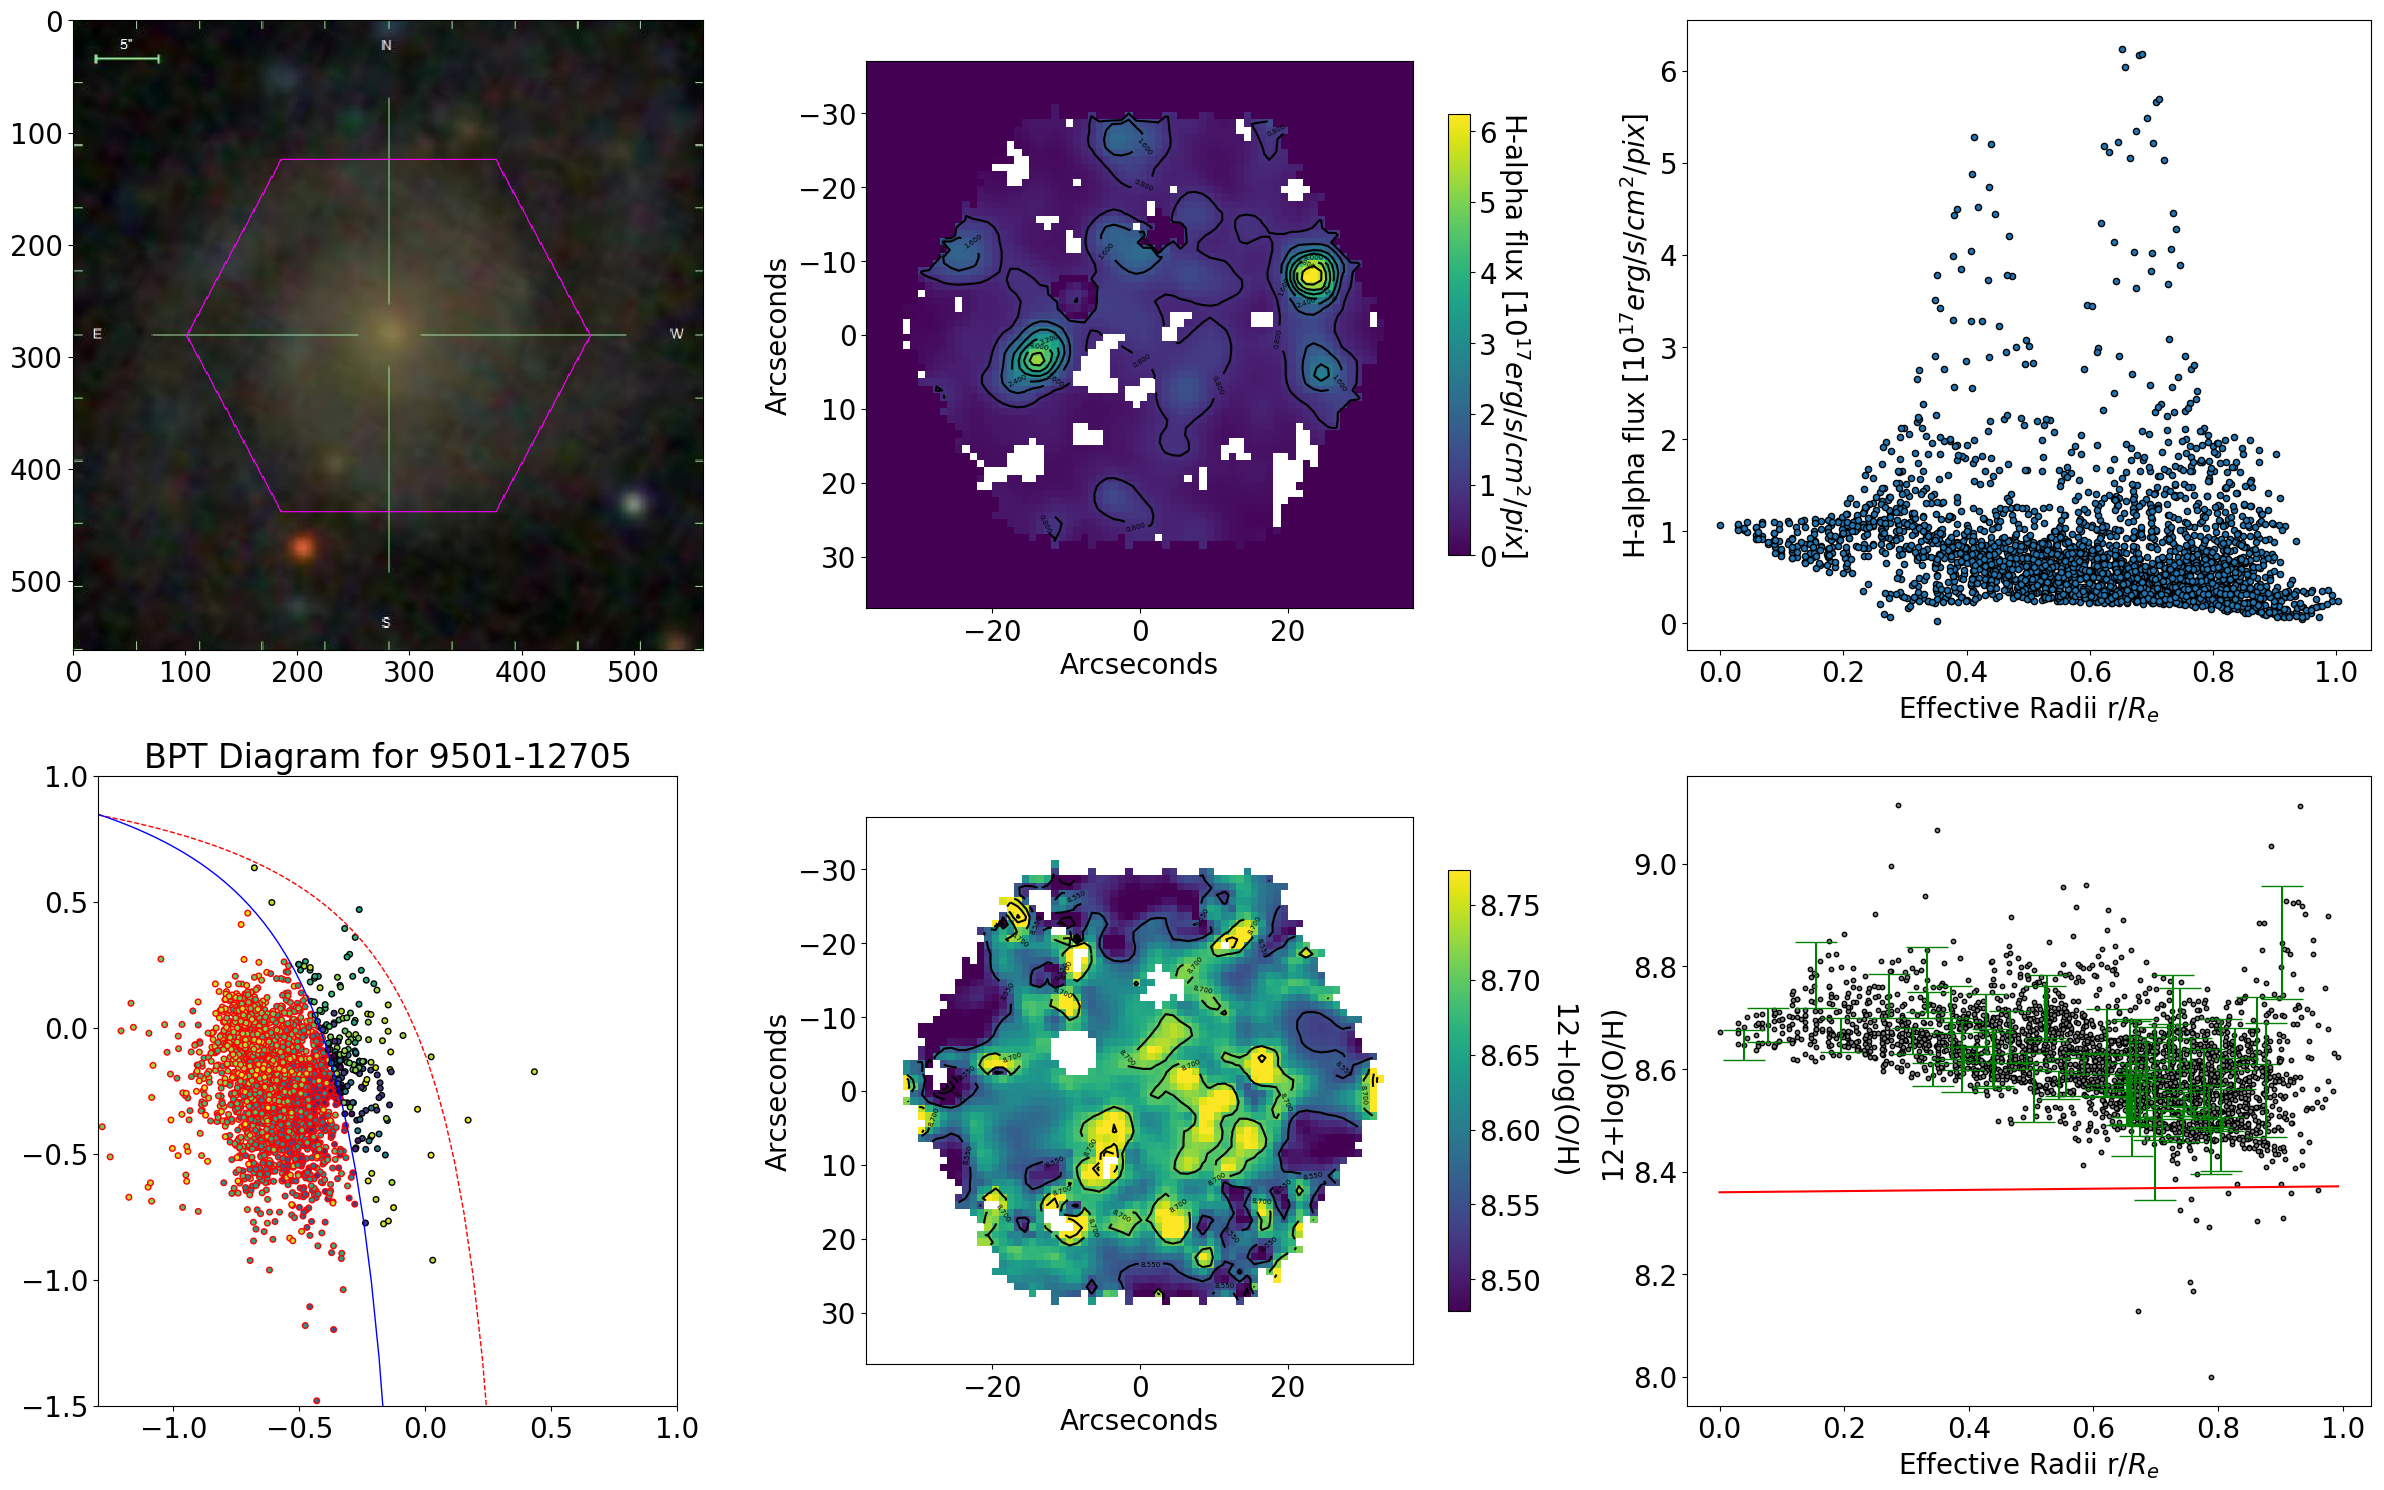 0
100
200
300
400
500
0 100 200 300 400 500
5"
N
E
W
S
−30
−20
−10
0
10
20
30
Arcseconds
−20 0 20
Arcseconds
6
5
4
3
2
1
0
H-alpha flux [10^17 erg/s/cm^2/pix]
6
5
4
3
2
1
0
H-alpha flux [10^17 erg/s/cm^2/pix]
0.0 0.2 0.4 0.6 0.8 1.0
Effective Radii r/R_e
BPT Diagram for 9501-12705
1.0
0.5
0.0
−0.5
−1.0
−1.5
−1.0 −0.5 0.0 0.5 1.0
−30
−20
−10
0
10
20
30
Arcseconds
−20 0 20
Arcseconds
8.75
8.70
8.65
8.60
8.55
8.50
12+log(O/H)
9.0
8.8
8.6
8.4
8.2
8.0
12+log(O/H)
0.0 0.2 0.4 0.6 0.8 1.0
Effective Radii r/R_e